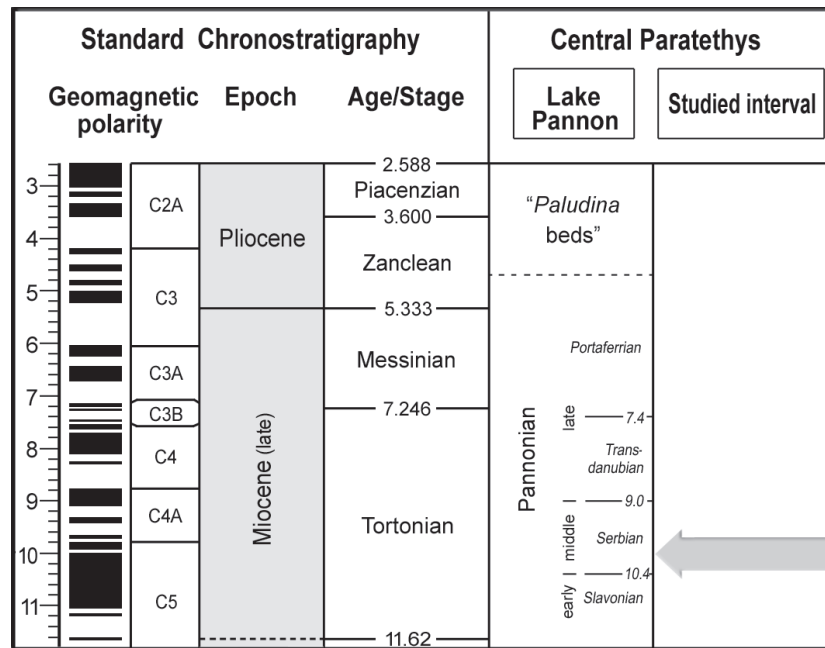 Standard Chronostratigraphy
Central Paratethys
Geomagnetic
polarity
Epoch
Age/Stage
Lake
Pannon
Studied interval
3
4
5
6
7
8
9
10
11
C2A
C3
C3A
C3B
C4
C4A
C5
Pliocene
Miocene (late)
2.588
Piacenzian
3.600
Zanclean
5.333
Messinian
7.246
Tortonian
11.62
“Paludina
beds”
Pannonian
late
middle
early
Portaferrian
7.4
Trans-
danubian
9.0
Serbian
10.4
Slavonian